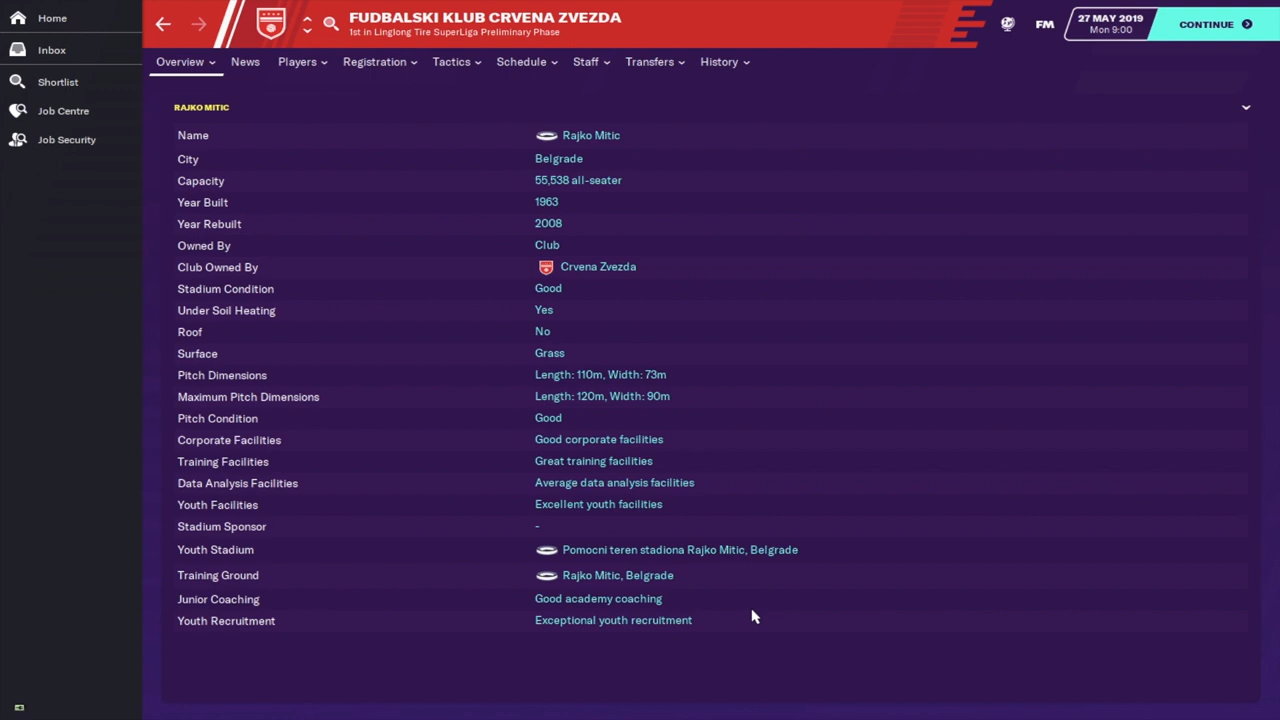 Home
Inbox
Shortlist
Job Centre
Job Security
FUDBALSKI KLUB CRVENA ZVEZDA
1st in Linglong Tire SuperLiga Preliminary Phase
FM
27 MAY 2019
Mon 9:00
CONTINUE
Overview News Players Registration Tactics Schedule Staff Transfers History
RAJKO MITIC
Name Rajko Mitic
City Belgrade
Capacity 55,538 all-seater
Year Built 1963
Year Rebuilt 2008
Owned By Club
Club Owned By Crvena Zvezda
Stadium Condition Good
Under Soil Heating Yes
Roof No
Surface Grass
Pitch Dimensions Length: 110m, Width: 73m
Maximum Pitch Dimensions Length: 120m, Width: 90m
Pitch Condition Good
Corporate Facilities Good corporate facilities
Training Facilities Great training facilities
Data Analysis Facilities Average data analysis facilities
Youth Facilities Excellent youth facilities
Stadium Sponsor -
Youth Stadium Pomocni teren stadiona Rajko Mitic, Belgrade
Training Ground Rajko Mitic, Belgrade
Junior Coaching Good academy coaching
Youth Recruitment Exceptional youth recruitment